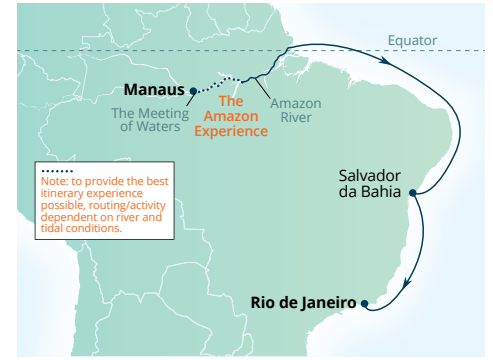 Equator
Manaus
The Meeting
of Waters
The
Amazon
Experience
Amazon
River
Note: to provide the best
itinerary experience
possible, routing/activity
dependent on river and
tidal conditions.
Salvador
da Bahia
Rio de Janeiro